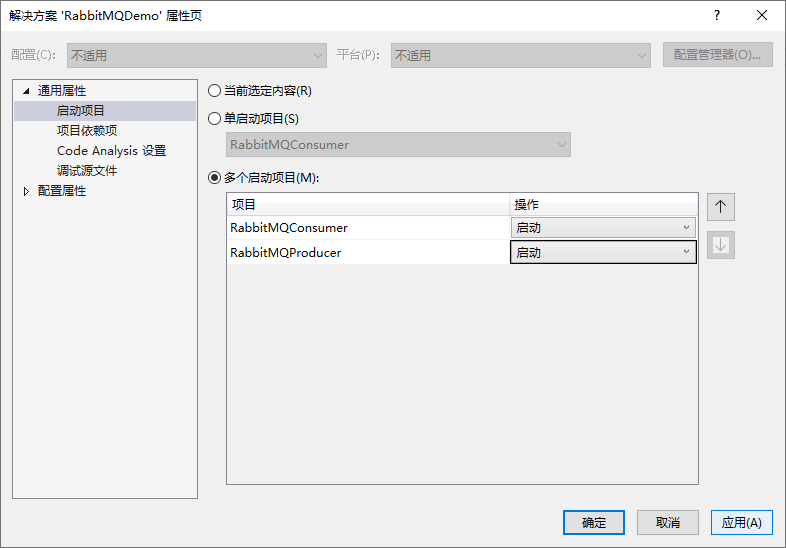 解决方案 'RabbitMQDemo' 属性页
配置(C): 不适用 平台(P): 不适用 配置管理器(O)...
通用属性
启动项目
项目依赖项
Code Analysis 设置
调试源文件
配置属性
当前选定内容(R)
单启动项目(S)
RabbitMQConsumer
多个启动项目(M):
项目 操作
RabbitMQConsumer 启动
RabbitMQProducer 启动
确定 取消 应用(A)